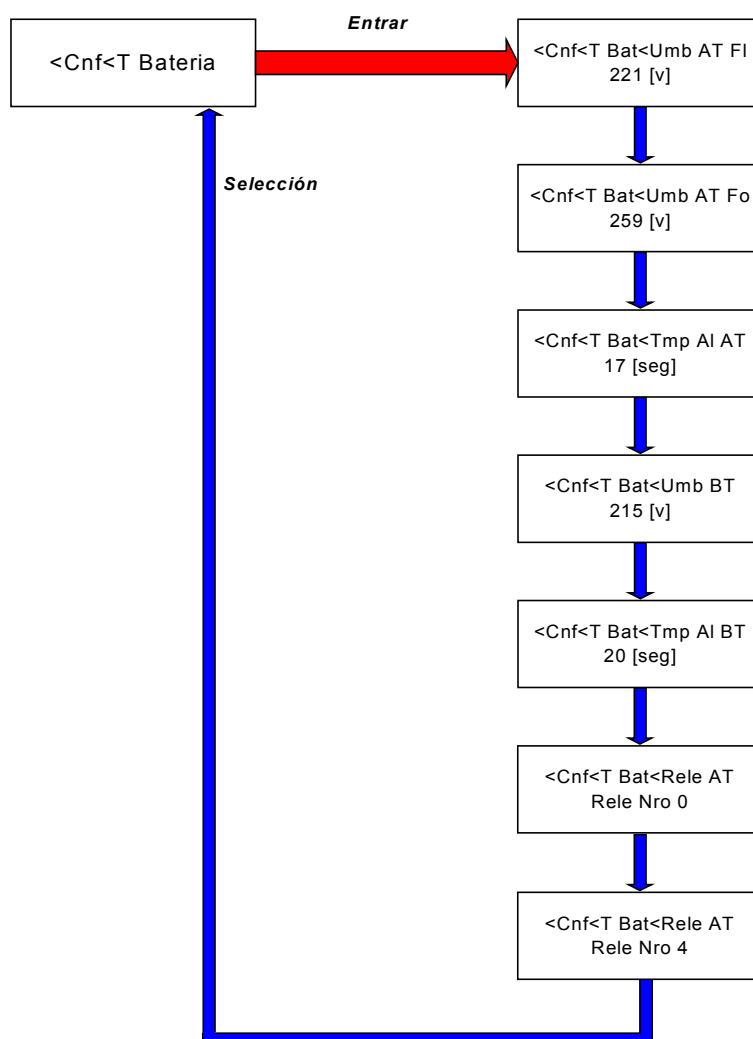 Entrar
<Cnf<T Bateria
<Cnf<T Bat<Umb AT Fl
221 [v]
Selección
<Cnf<T Bat<Umb AT Fo
259 [v]
<Cnf<T Bat<Tmp Al AT
17 [seg]
<Cnf<T Bat<Umb BT
215 [v]
<Cnf<T Bat<Tmp Al BT
20 [seg]
<Cnf<T Bat<Rele AT
Rele Nro 0
<Cnf<T Bat<Rele AT
Rele Nro 4